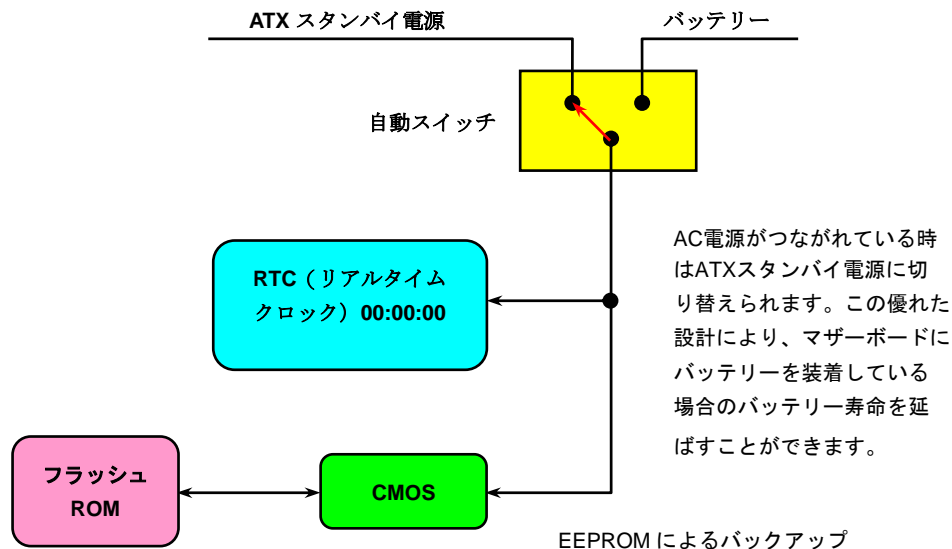 ATX スタンバイ電源
バッテリー
自動スイッチ
RTC（リアルタイム
クロック）00:00:00
AC電源がつながれている時
はATXスタンバイ電源に切
り替えられます。この優れた
設計により、マザーボードに
バッテリーを装着している
場合のバッテリー寿命を延
ばすことができます。
フラッシュ
ROM
CMOS
EEPROM によるバックアップ